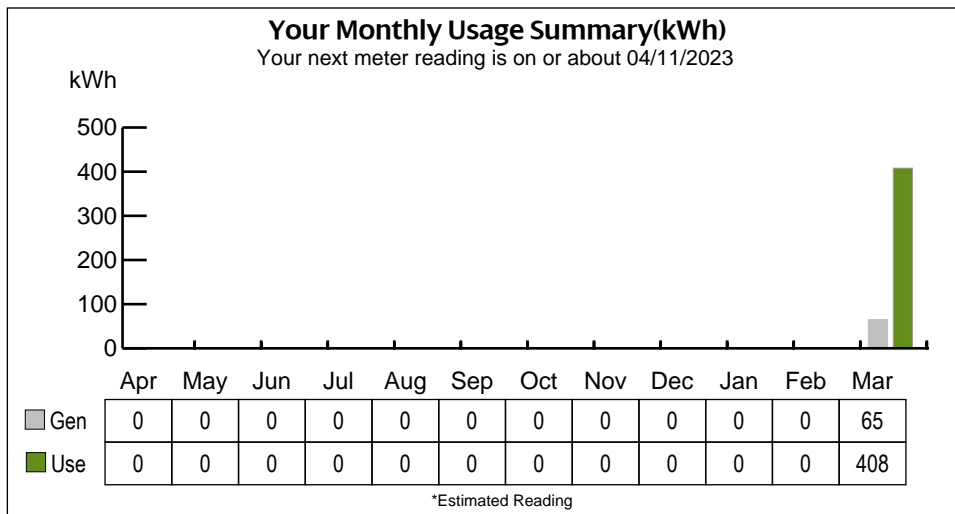 Your Monthly Usage Summary(kWh)
Your next meter reading is on or about 04/11/2023
kWh
500
400
300
200
100
0
Apr May Jun Jul Aug Sep Oct Nov Dec Jan Feb Mar
Gen 0 0 0 0 0 0 0 0 0 0 0 65
Use 0 0 0 0 0 0 0 0 0 0 0 408
*Estimated Reading